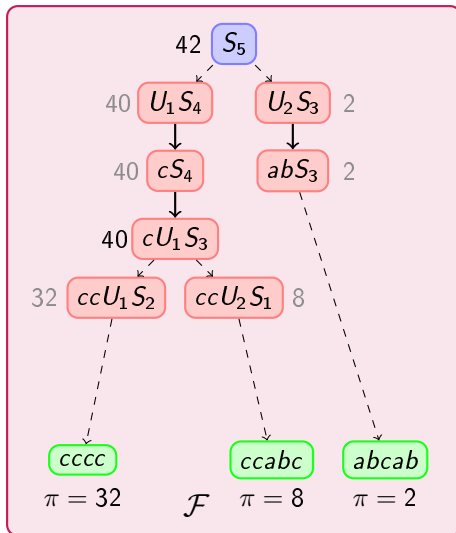 42 S₅
40 U₁S₄ U₂S₃ 2
40 cS₄ abS₃ 2
40 cU₁S₃
32 ccU₁S₂ ccU₂S₁ 8
cccc ccabc abcab
π = 32 ℱ π = 8 π = 2